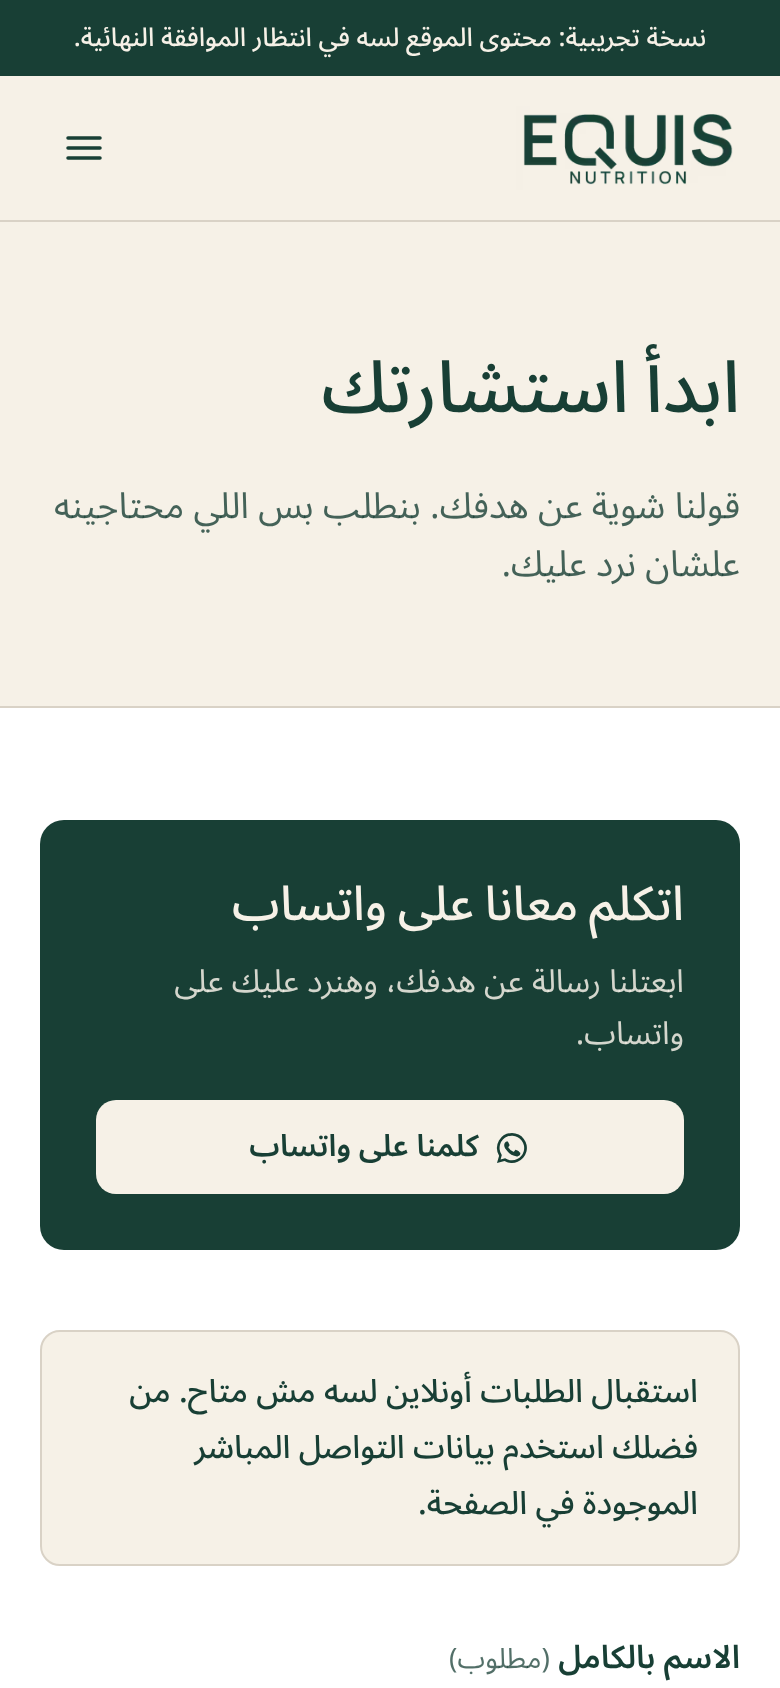 نسخة تجريبية: محتوى الموقع لسه في انتظار الموافقة النهائية.
EQUIS
NUTRITION
ابدأ استشارتك
قولنا شوية عن هدفك. بنطلب بس اللي محتاجينه
علشان نرد عليك.
اتكلم معانا على واتساب
ابعتلنا رسالة عن هدفك، وهنرد عليك على
واتساب.
كلمنا على واتساب
استقبال الطلبات أونلاين لسه مش متاح. من
فضلك استخدم بيانات التواصل المباشر
الموجودة في الصفحة.
الاسم بالكامل (مطلوب)